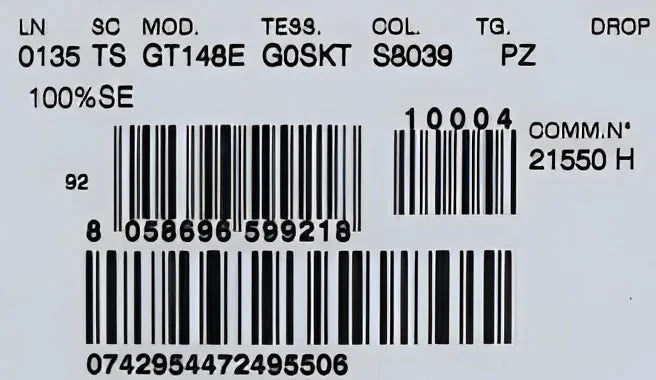 LN SC MOD. TESS. COL. TG. DROP
0135 TS GT148E G0SKT S8039 PZ
100%SE
10004
COMM.N°
21550 H
92
8 058696 599218
0742954472495506